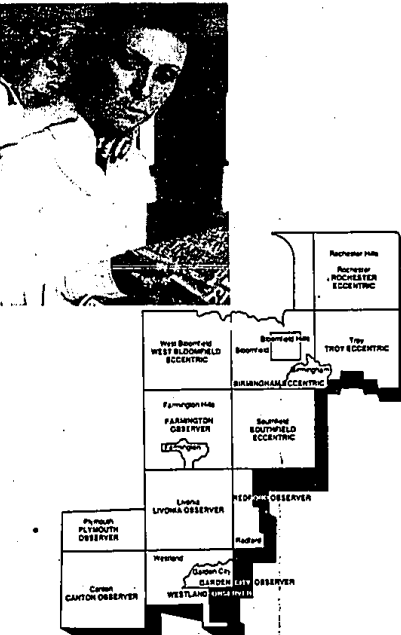 Rochester Hills
Rochester
ROCHESTER
ECCENTRIC
West Bloomfield
WEST BLOOMFIELD
ECCENTRIC
Bloomfield Hills
Bloomfield
Birmingham
BIRMINGHAM ECCENTRIC
Troy
TROY ECCENTRIC
Farmington Hills
FARMINGTON
OBSERVER
Farmington
Southfield
SOUTHFIELD
ECCENTRIC
Livonia
LIVONIA OBSERVER
REDFORD OBSERVER
Redford
Plymouth
PLYMOUTH
OBSERVER
Westland
Garden City
GARDEN CITY OBSERVER
WESTLAND OBSERVER
Canton
CANTON OBSERVER